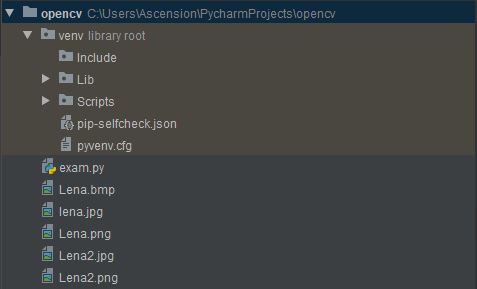 opencv C:\Users\Ascension\PycharmProjects\opencv
venv library root
Include
Lib
Scripts
pip-selfcheck.json
pyvenv.cfg
exam.py
Lena.bmp
lena.jpg
Lena.png
Lena2.jpg
Lena2.png